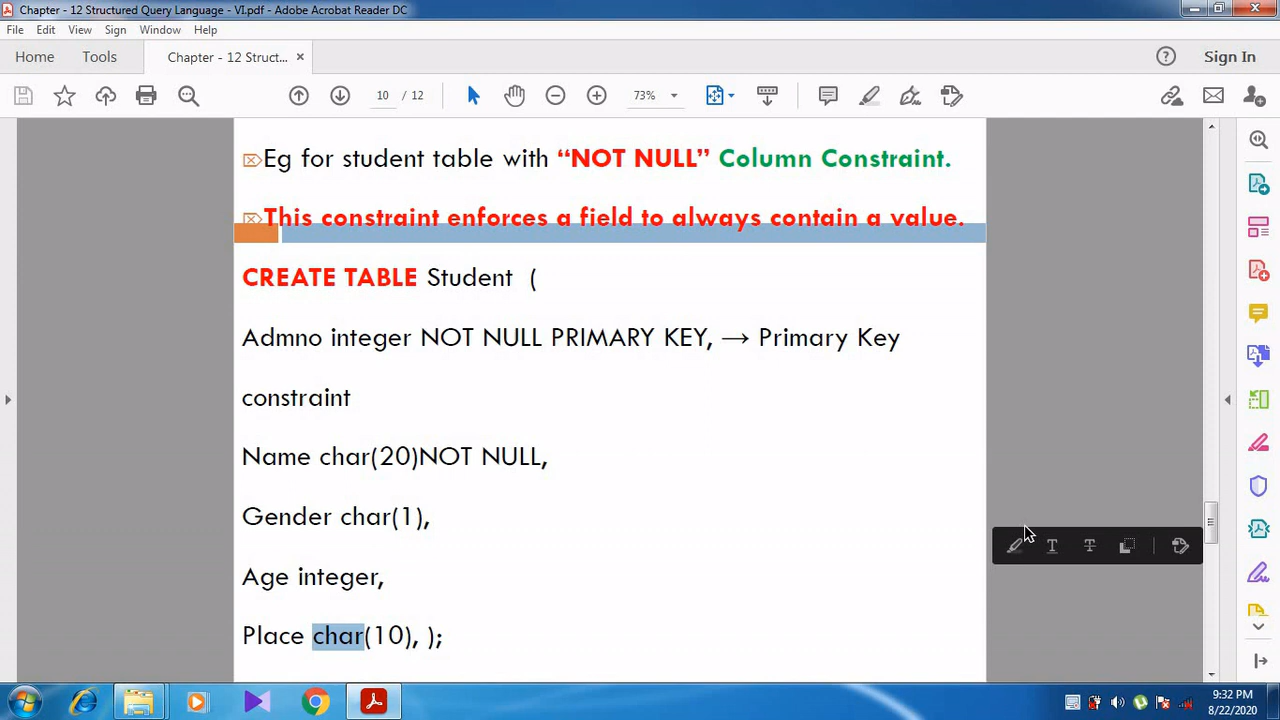 Chapter - 12 Structured Query Language - VI.pdf - Adobe Acrobat Reader DC
File Edit View Sign Window Help
Home Tools Chapter - 12 Struct... × Sign In
10 / 12 73%
Eg for student table with “NOT NULL” Column Constraint.
This constraint enforces a field to always contain a value.
CREATE TABLE Student (
Admno integer NOT NULL PRIMARY KEY, → Primary Key
constraint
Name char(20)NOT NULL,
Gender char(1),
Age integer,
Place char(10), );
9:32 PM
8/22/2020